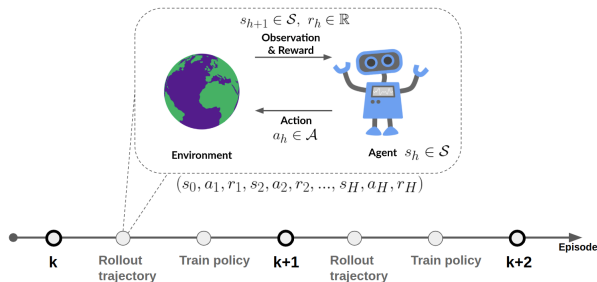 s_{h+1} ∈ 𝒮, r_h ∈ ℝ
Observation
& Reward
Action
a_h ∈ 𝒜
Environment
Agent s_h ∈ 𝒮
(s_0, a_1, r_1, s_2, a_2, r_2, ..., s_H, a_H, r_H)
Episode
k
Rollout
trajectory
Train policy
k+1
Rollout
trajectory
Train policy
k+2